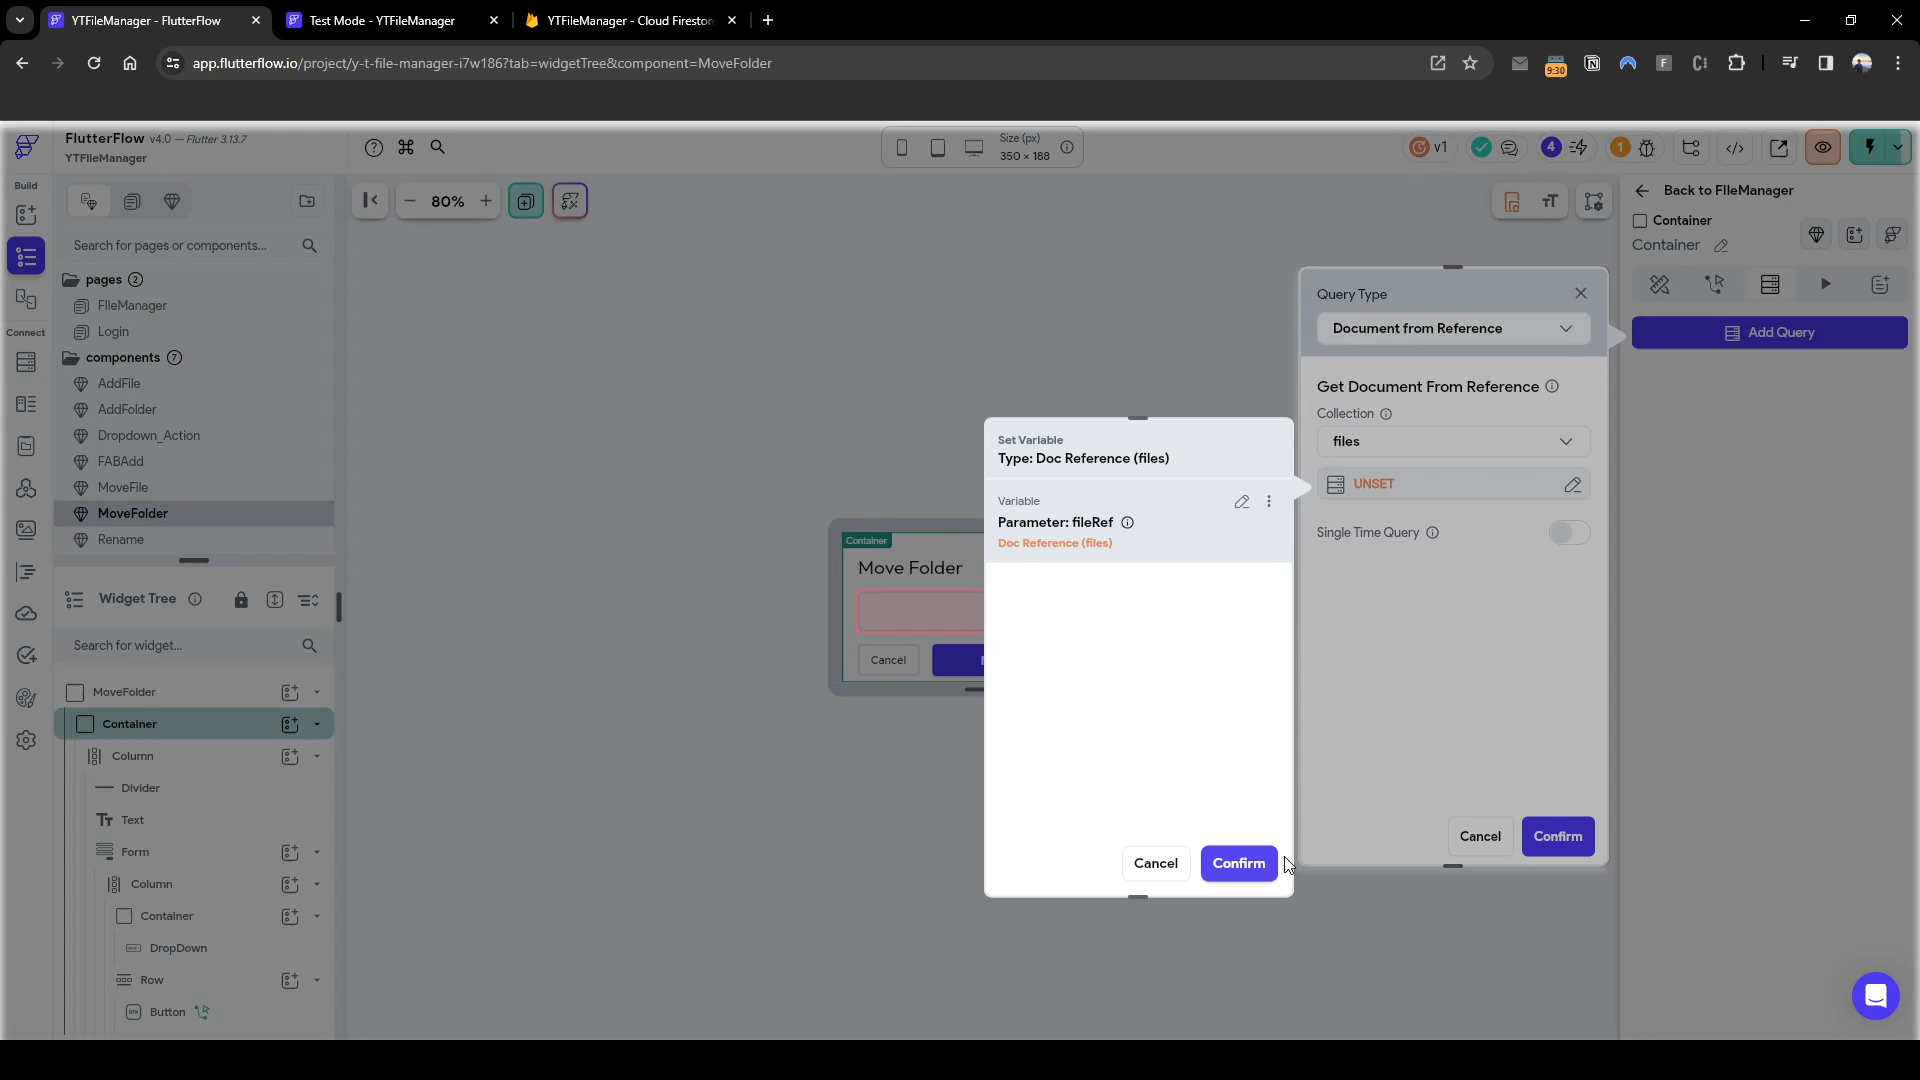 YTFileManager - FlutterFlow
Test Mode - YTFileManager
YTFileManager - Cloud Firestor
app.flutterflow.io/project/y-t-file-manager-i7w186?tab=widgetTree&component=MoveFolder
9:30
FlutterFlow v4.0 — Flutter 3.13.7
YTFileManager
Size (px)
350 × 188
v1
4
1
Build
80%
Back to FIleManager
Container
Container
Search for pages or components...
pages 2
FIleManager
Login
components 7
AddFile
AddFolder
Dropdown_Action
FABAdd
MoveFile
MoveFolder
Rename
Connect
Query Type
Document from Reference
Add Query
Get Document From Reference
Collection
files
UNSET
Single Time Query
Cancel
Confirm
Set Variable
Type: Doc Reference (files)
Variable
Parameter: fileRef
Doc Reference (files)
Cancel
Confirm
Container
Move Folder
Cancel
Widget Tree
Search for widget...
MoveFolder
Container
Column
Divider
Tt Text
Form
Column
Container
DropDown
Row
BTN Button